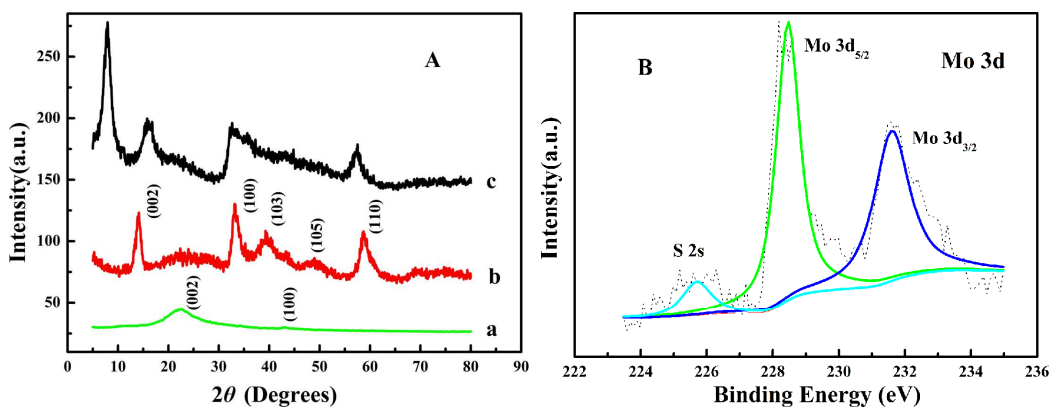 A
250
200
150
100
50
0 10 20 30 40 50 60 70 80
Intensity(a.u.)
2θ (Degrees)
c
b
a
(002)
(100)
(103)
(105)
(110)
(002)
(100)
B
Mo 3d
Mo 3d5/2
Mo 3d3/2
S 2s
Intensity(a.u.)
222 224 226 228 230 232 234 236
Binding Energy (eV)